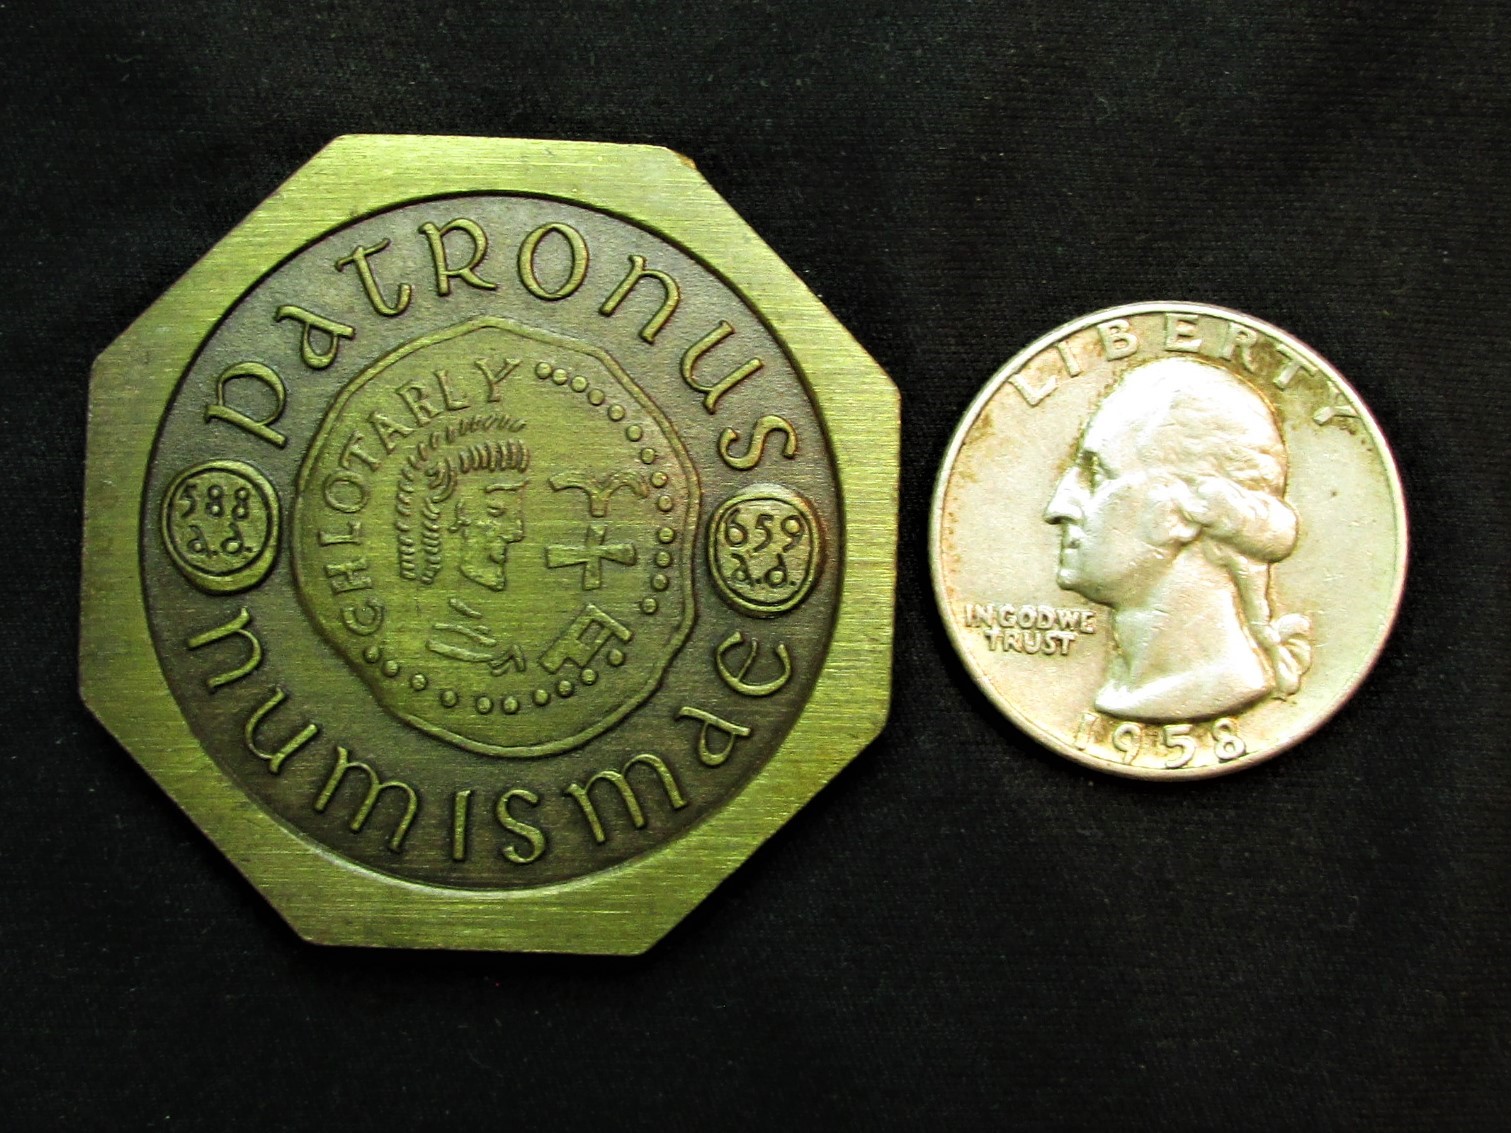 PATRONUS
588
a.d.
659
a.d.
NUMISMAE
CHLOTARLY
LIBERTY
IN GOD WE
TRUST
1958